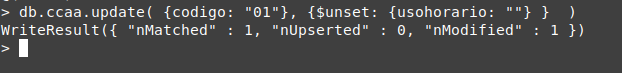 > db.ccaa.update( {codigo: "01"}, {$unset: {usohorario: ""} }  )
WriteResult({ "nMatched" : 1, "nUpserted" : 0, "nModified" : 1 })
>